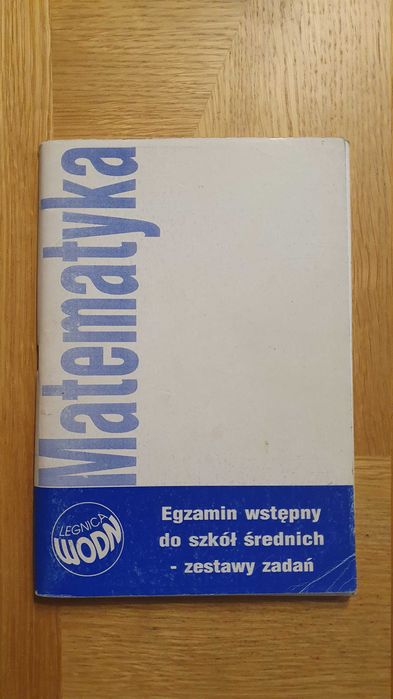 Matematyka
LEGNICA
WODN
Egzamin wstępny
do szkół średnich
- zestawy zadań